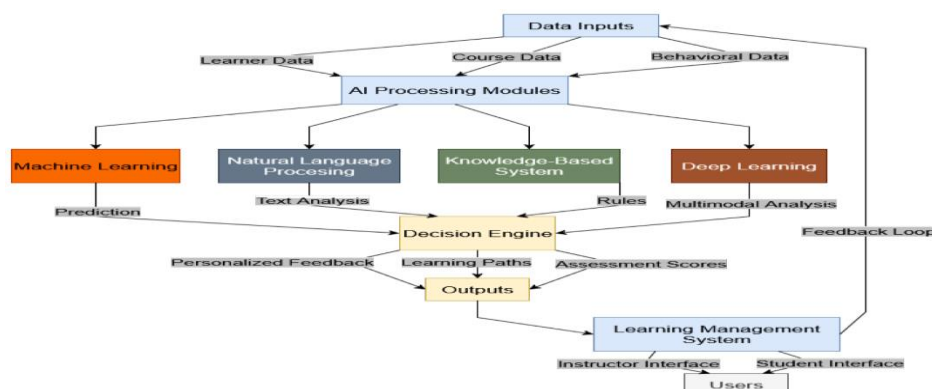 Data Inputs
Learner Data
Course Data
Behavioral Data
AI Processing Modules
Machine Learning
Natural Language
Procesing
Knowledge-Based
System
Deep Learning
Prediction
Text Analysis
Rules
Multimodal Analysis
Decision Engine
Feedback Loop
Personalized Feedback
Learning Paths
Assessment Scores
Outputs
Learning Management
System
Instructor Interface
Student Interface
Users